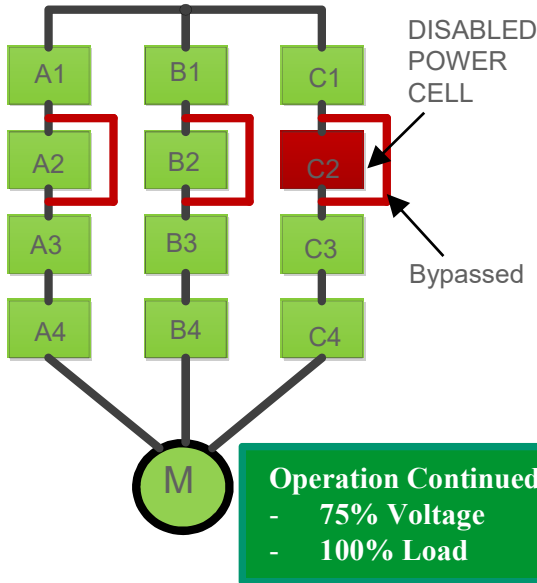 DISABLED
POWER
CELL
A1
B1
C1
A2
B2
C2
A3
B3
C3
Bypassed
A4
B4
C4
M
Operation Continued
- 75% Voltage
- 100% Load